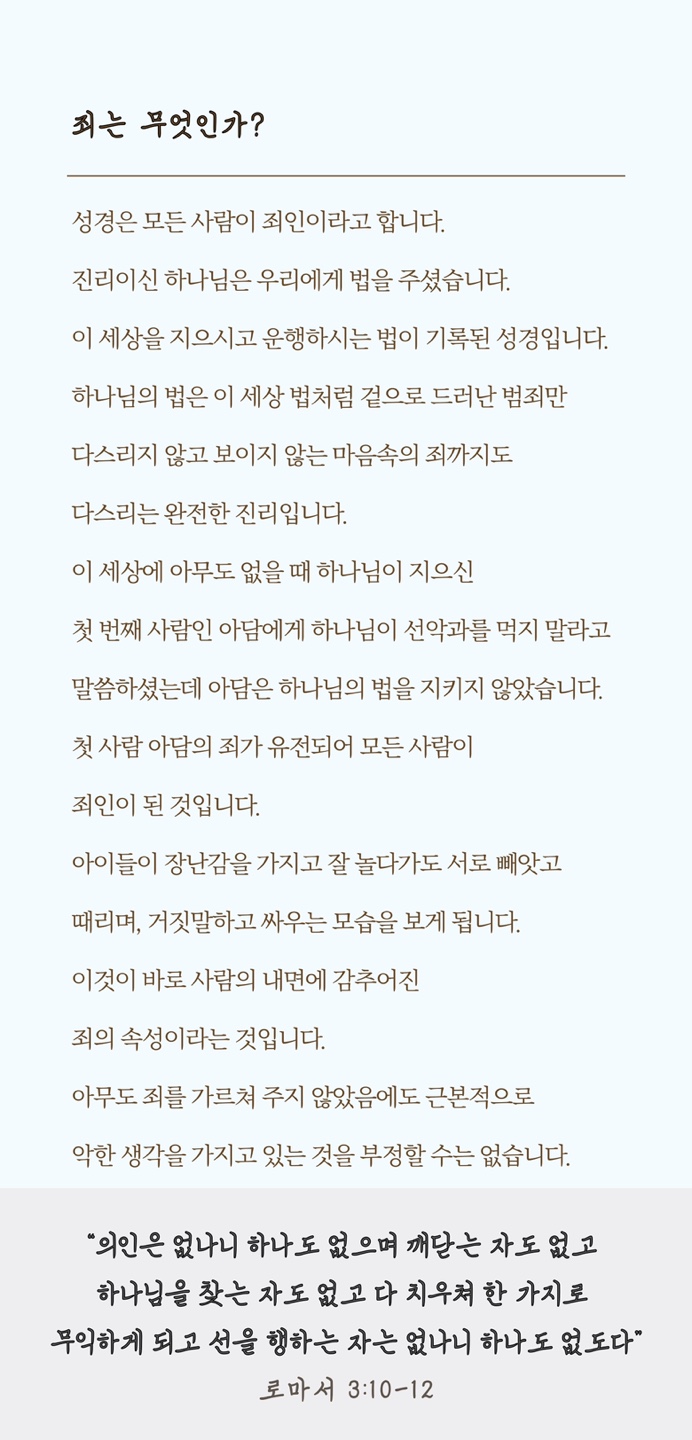 죄는 무엇인가?
성경은 모든 사람이 죄인이라고 합니다.
진리이신 하나님은 우리에게 법을 주셨습니다.
이 세상을 지으시고 운행하시는 법이 기록된 성경입니다.
하나님의 법은 이 세상 법처럼 겉으로 드러난 범죄만
다스리지 않고 보이지 않는 마음속의 죄까지도
다스리는 완전한 진리입니다.
이 세상에 아무도 없을 때 하나님이 지으신
첫 번째 사람인 아담에게 하나님이 선악과를 먹지 말라고
말씀하셨는데 아담은 하나님의 법을 지키지 않았습니다.
첫 사람 아담의 죄가 유전되어 모든 사람이
죄인이 된 것입니다.
아이들이 장난감을 가지고 잘 놀다가도 서로 빼앗고
때리며, 거짓말하고 싸우는 모습을 보게 됩니다.
이것이 바로 사람의 내면에 감추어진
죄의 속성이라는 것입니다.
아무도 죄를 가르쳐 주지 않았음에도 근본적으로
악한 생각을 가지고 있는 것을 부정할 수는 없습니다.
“의인은 없나니 하나도 없으며 깨닫는 자도 없고
하나님을 찾는 자도 없고 다 치우쳐 한 가지로
무익하게 되고 선을 행하는 자는 없나니 하나도 없도다”
로마서 3:10-12